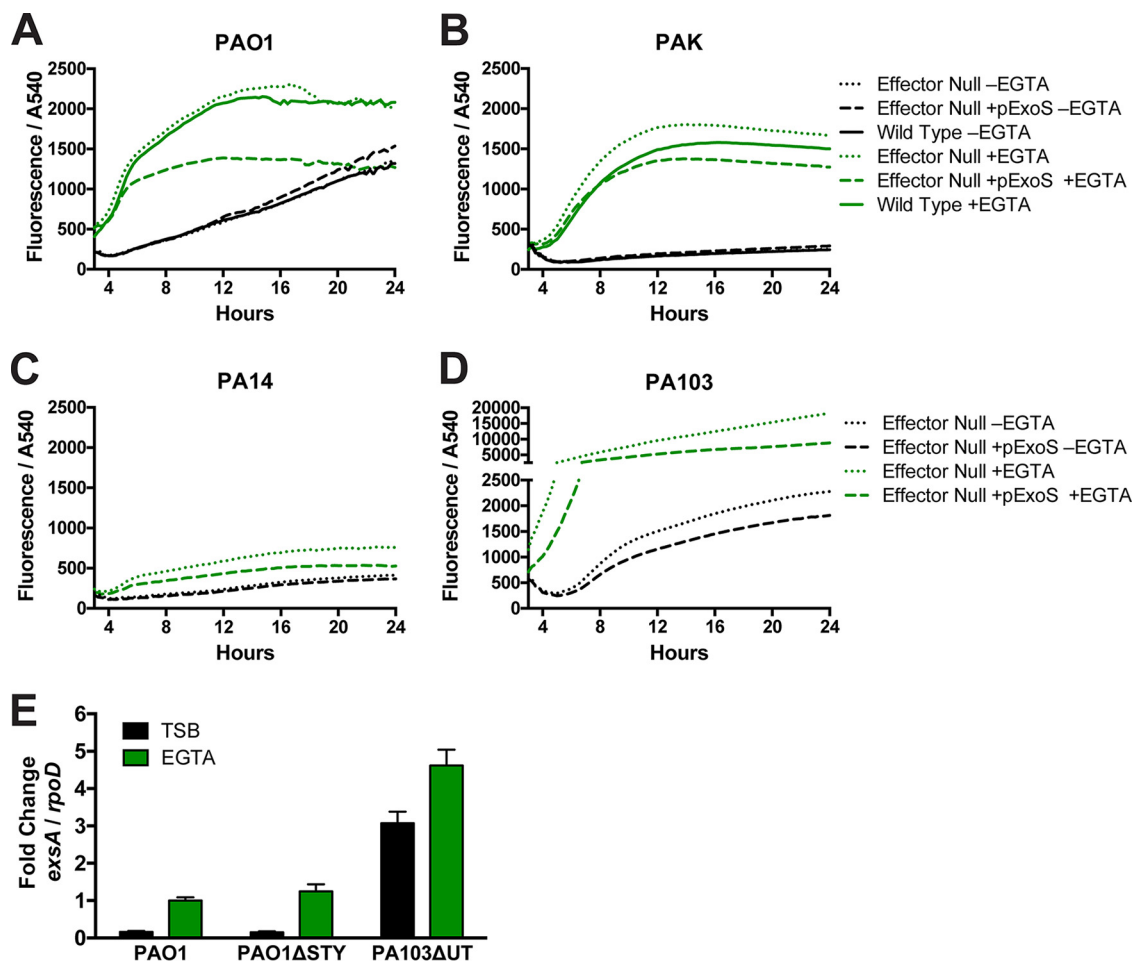 A
PAO1
Fluorescence / A540
2500
2000
1500
1000
500
0
4 8 12 16 20 24
Hours
B
PAK
Fluorescence / A540
2500
2000
1500
1000
500
0
4 8 12 16 20 24
Hours
Effector Null –EGTA
Effector Null +pExoS –EGTA
Wild Type –EGTA
Effector Null +EGTA
Effector Null +pExoS +EGTA
Wild Type +EGTA
C
PA14
Fluorescence / A540
2500
2000
1500
1000
500
0
4 8 12 16 20 24
Hours
D
PA103
Fluorescence / A540
20000
15000
10000
5000
2500
2000
1500
1000
500
0
4 8 12 16 20 24
Hours
Effector Null –EGTA
Effector Null +pExoS –EGTA
Effector Null +EGTA
Effector Null +pExoS +EGTA
E
Fold Change
exsA / rpoD
6
5
4
3
2
1
0
TSB
EGTA
PAO1 PAO1ΔSTY PA103ΔUT